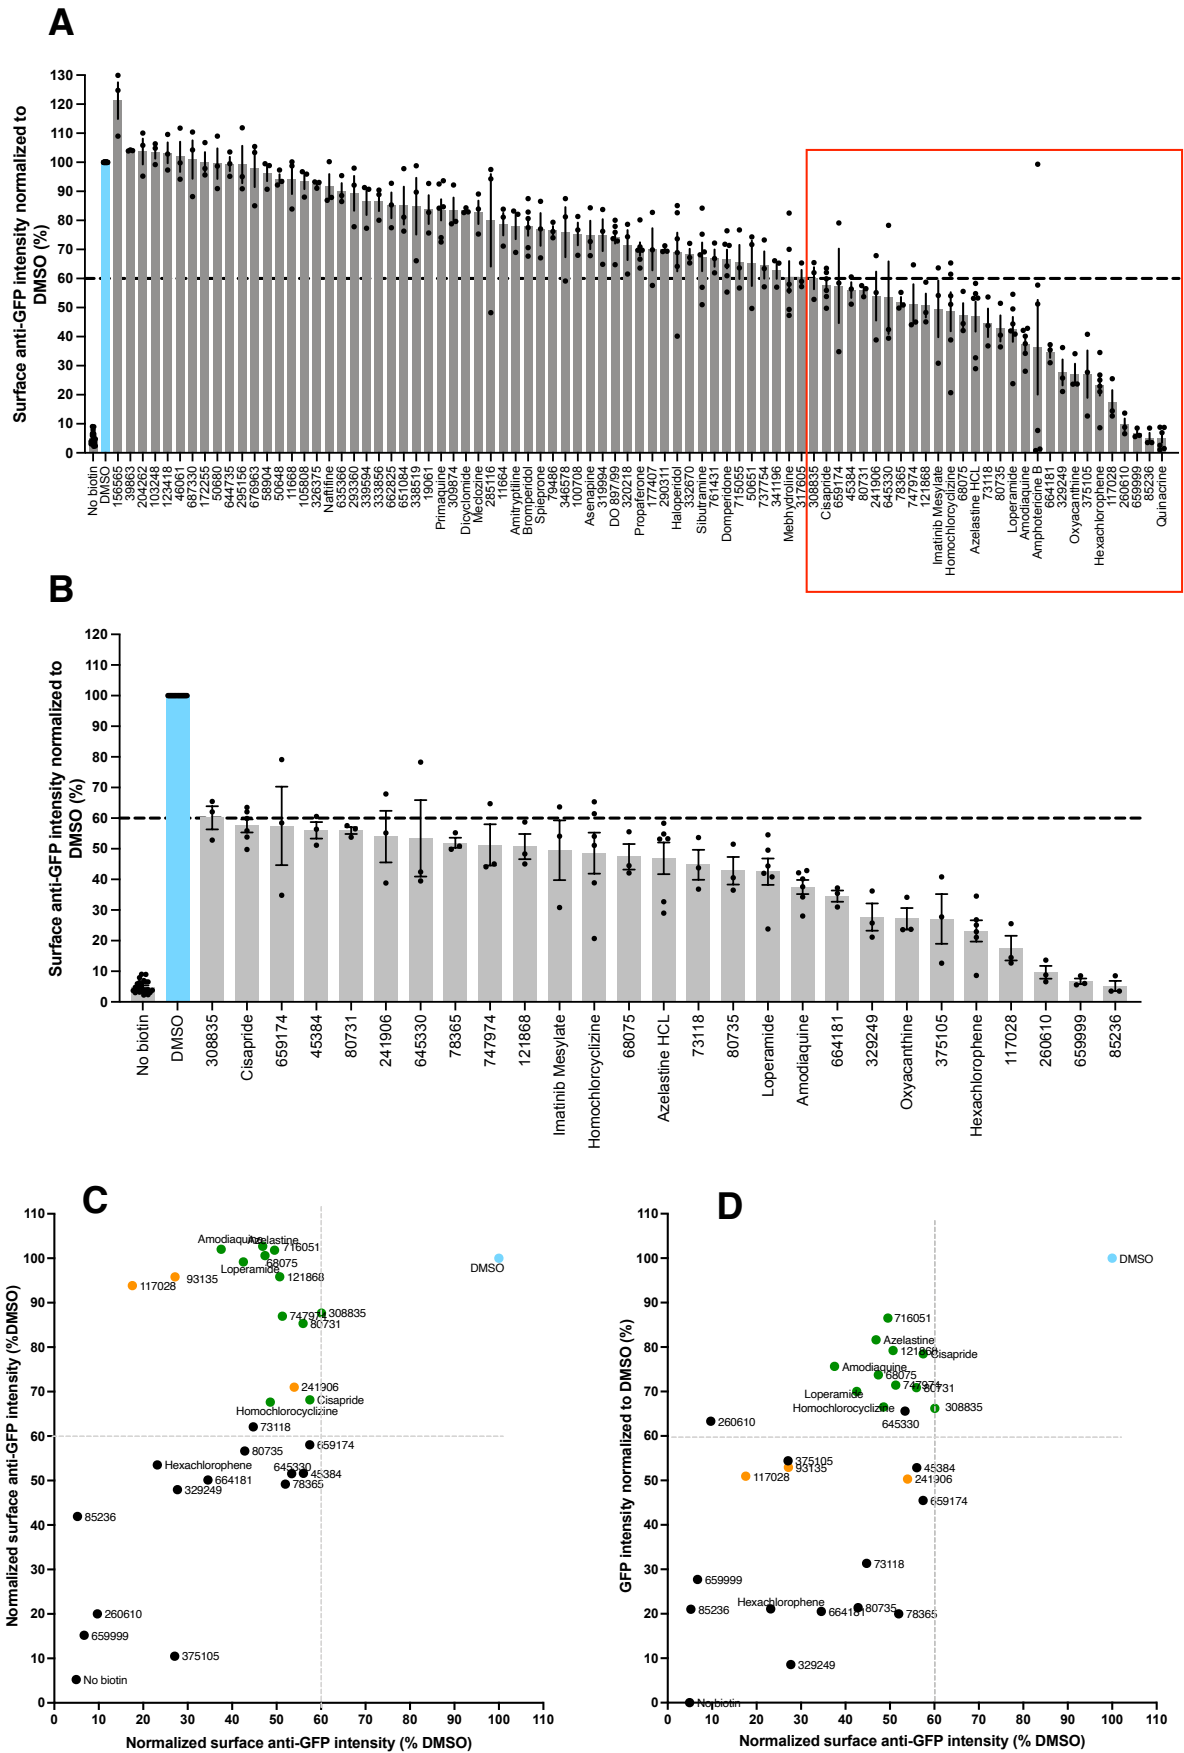 A
Surface anti-GFP intensity normalized to
DMSO (%)
130
120
110
100
90
80
70
60
50
40
30
20
10
0
No biotin
DMSO
156565
39863
204262
103248
123418
46061
687330
172255
50680
644735
295156
676963
58904
50648
11668
105808
326375
Naftifine
635366
293360
339594
338586
662825
651084
338519
19061
Primaquine
309874
Dicyclomide
Meclozine
285116
11664
Amitryptiline
Bromperidol
Spieprone
79486
346578
100708
Asenapine
319994
DO 897/99
320218
Propaferone
177407
290311
Haloperidol
332670
Sibutramine
761431
Domperidone
715055
50651
737754
341196
Mebhydroline
317605
308835
Cisapride
659174
45384
80731
241906
645330
78365
747974
121868
Imatinib Mesylate
Homochlorcyclizine
68075
Azelastine HCL
73118
80735
Loperamide
Amodiaquine
Amphotericine B
664181
329249
Oxyacanthine
375105
Hexachlorophene
117028
260610
659999
85236
Quinacrine
B
Surface anti-GFP intensity normalized to
DMSO (%)
120
110
100
90
80
70
60
50
40
30
20
10
0
No biotin
DMSO
308835
Cisapride
659174
45384
80731
241906
645330
78365
747974
121868
Imatinib Mesylate
Homochlorcyclizine
68075
Azelastine HCL
73118
80735
Loperamide
Amodiaquine
664181
329249
Oxyacanthine
375105
Hexachlorophene
117028
260610
659999
85236
C
Normalized surface anti-GFP intensity (%DMSO)
110
100
90
80
70
60
50
40
30
20
10
0
Amodiaquine
Azelastine
716051
68075
Loperamide
121868
DMSO
93135
117028
308835
747974
80731
241906
Cisapride
Homochlorocyclizine
73118
659174
80735
Hexachlorophene
645330
45384
664181
78365
329249
85236
260610
659999
375105
No biotin
0 10 20 30 40 50 60 70 80 90 100 110
Normalized surface anti-GFP intensity (% DMSO)
D
GFP intensity normalized to DMSO (%)
110
100
90
80
70
60
50
40
30
20
10
0
DMSO
716051
Azelastine
121868
Cisapride
Amodiaquine
68075
747974
80731
Loperamide
Homochlorocyclizine
308835
645330
260610
375105
93135
45384
117028
241906
659174
73118
659999
85236
Hexachlorophene
664181
80735
78365
329249
No biotin
0 10 20 30 40 50 60 70 80 90 100 110
Normalized surface anti-GFP intensity (% DMSO)